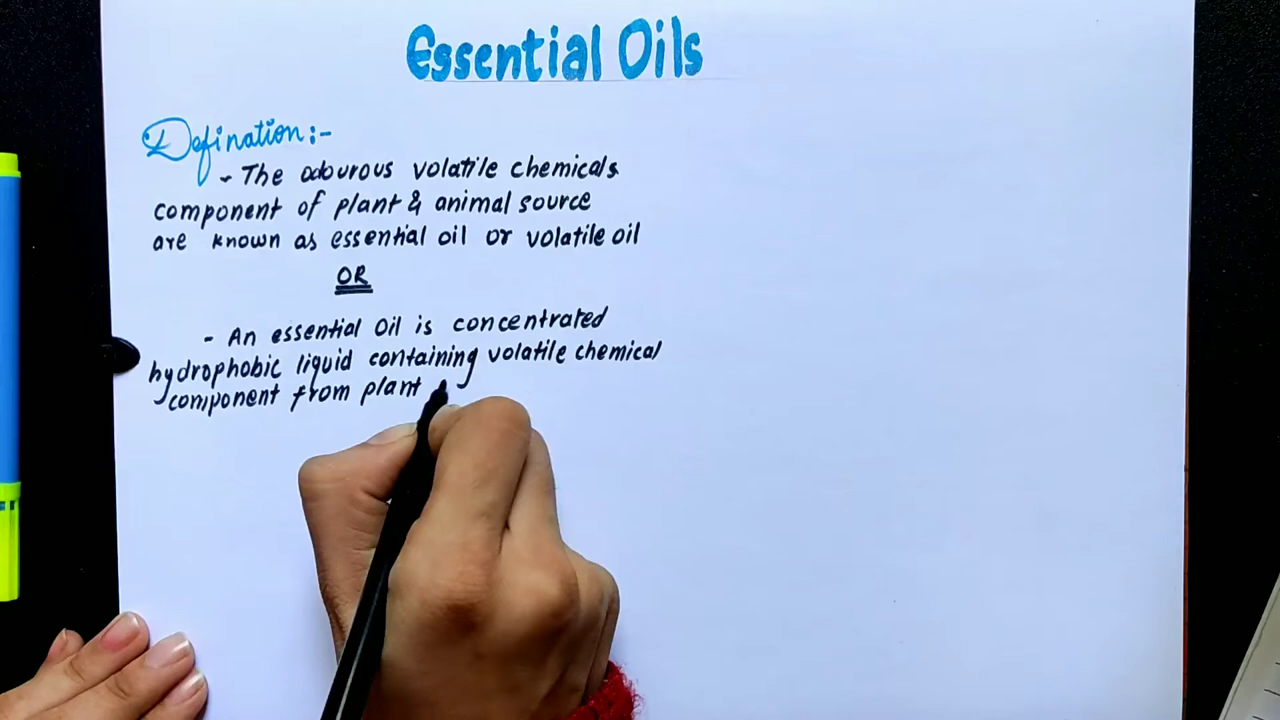 Essential Oils
Defination:-
- The odourous volatile chemicals
component of plant & animal source
are known as essential oil or volatile oil
OR
- An essential oil is concentrated
hydrophobic liquid containing volatile chemical
component from plant